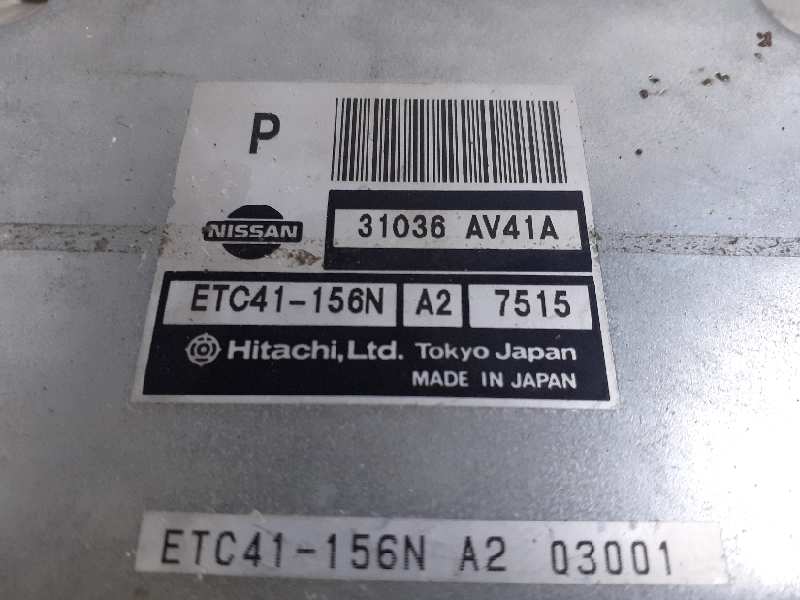 P
NISSAN
31036 AV41A
ETC41-156N A2 7515
Hitachi, Ltd. Tokyo Japan
MADE IN JAPAN
ETC41-156N A2 03001